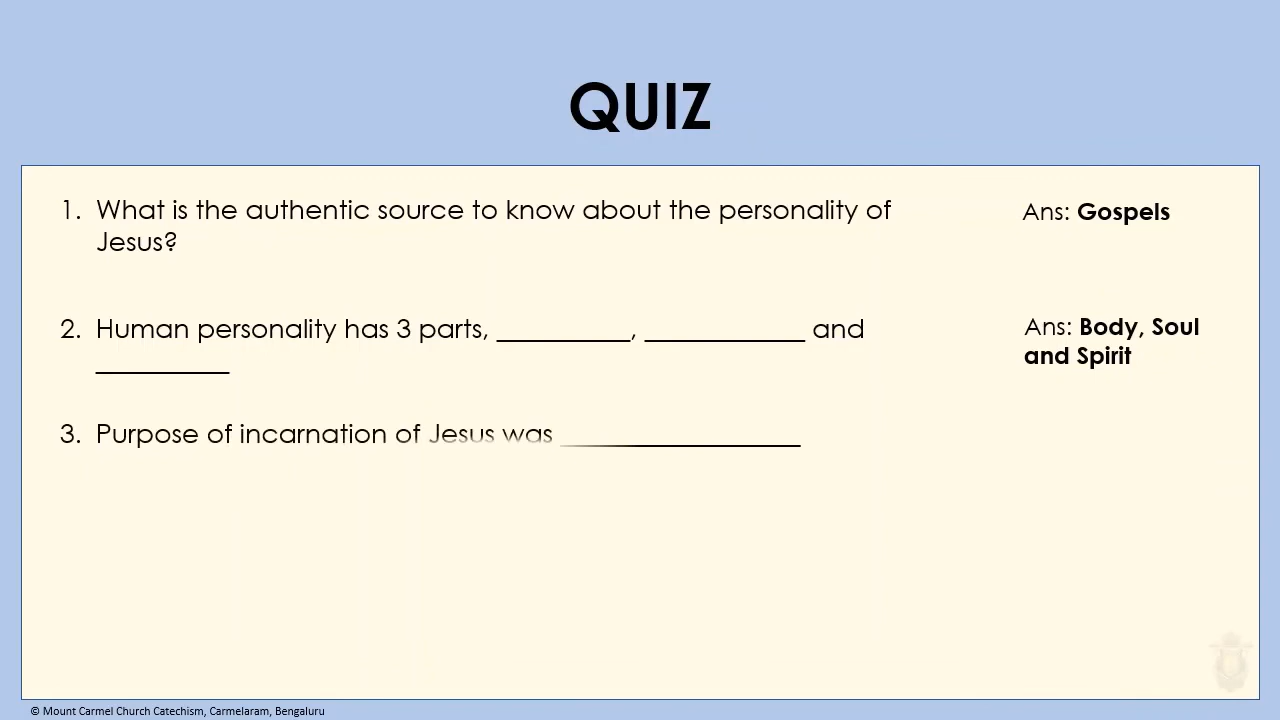 QUIZ
1. What is the authentic source to know about the personality of
Jesus?
Ans: Gospels
2. Human personality has 3 parts, __________, ____________ and
__________
Ans: Body, Soul
and Spirit
3. Purpose of incarnation of Jesus was __________________
© Mount Carmel Church Catechism, Carmelaram, Bengaluru